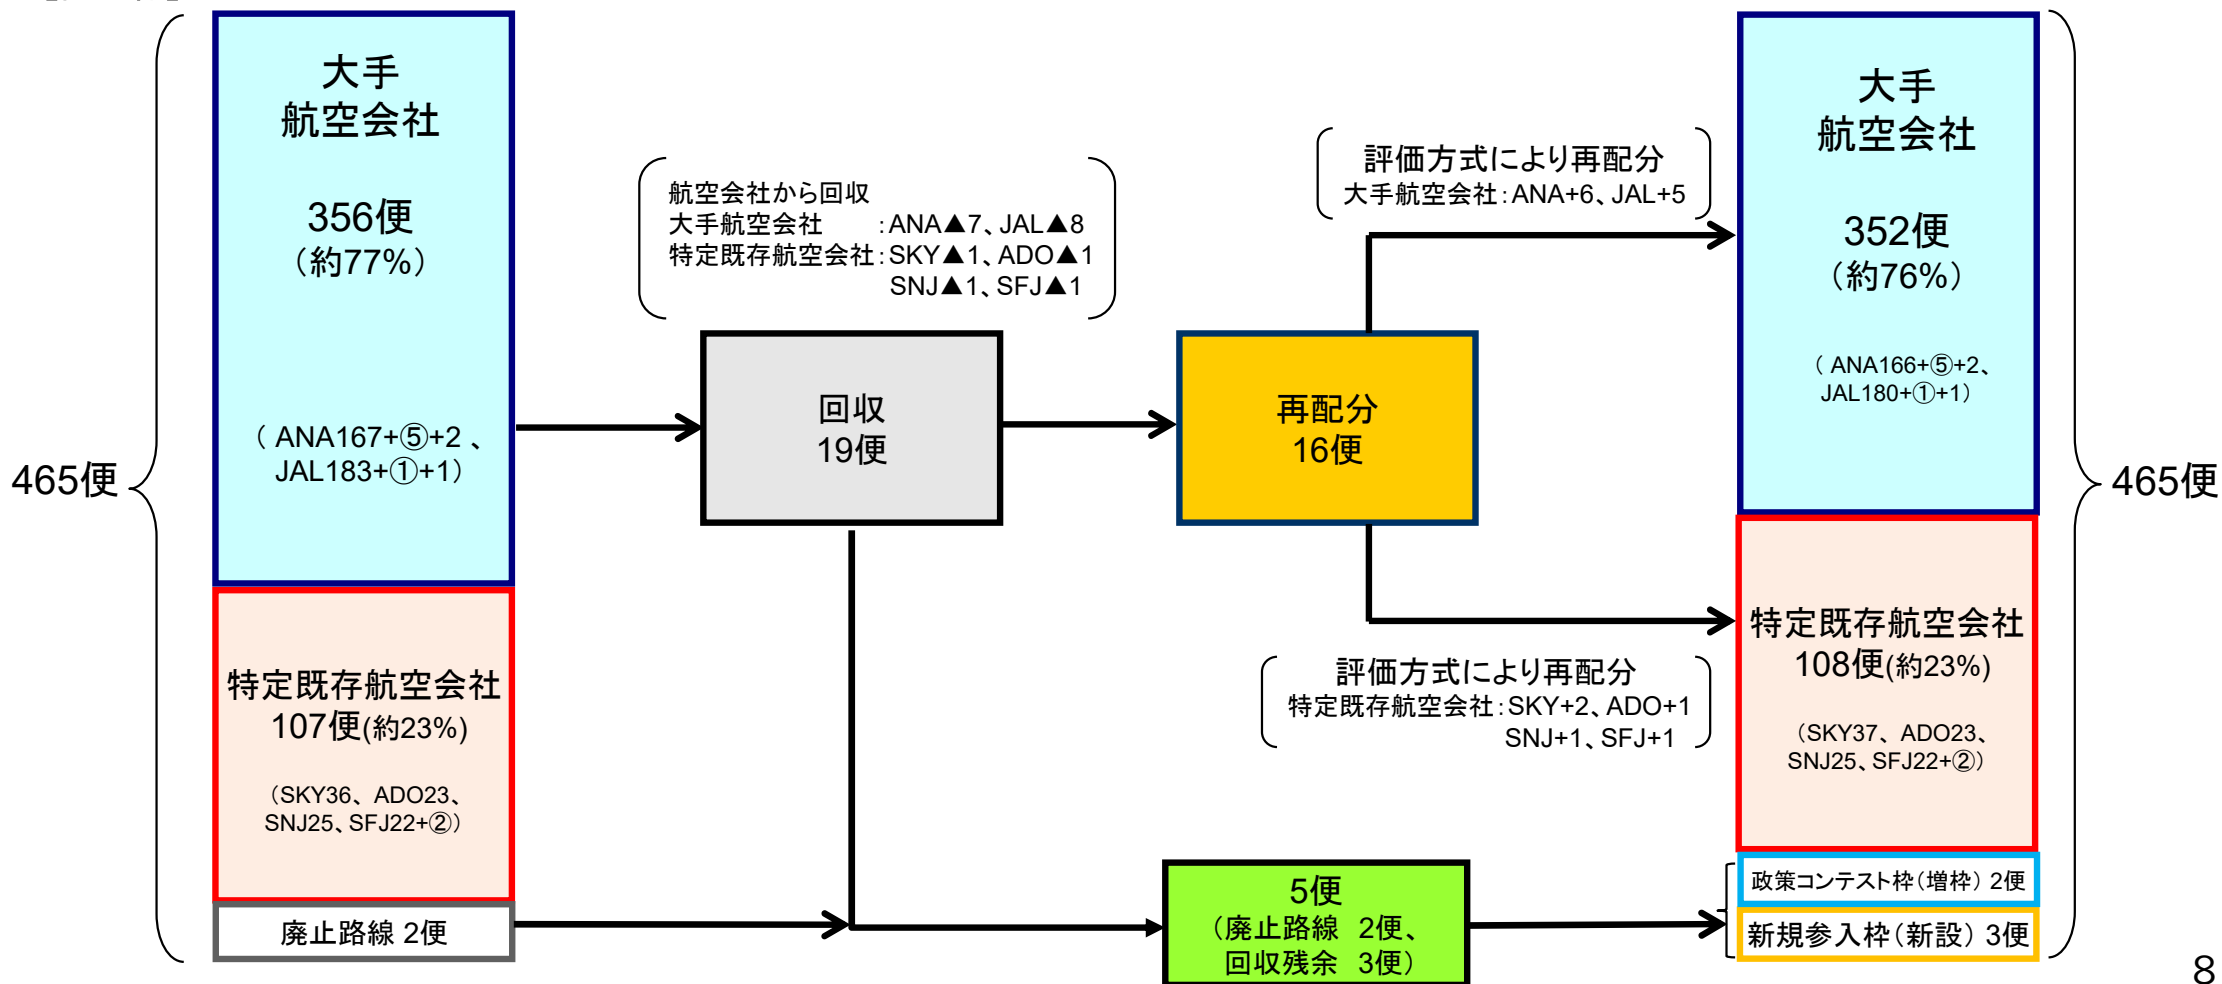 465便
大手
航空会社
356便
（約77%）
（ ANA167+⑤+2 、
JAL183+①+1）
特定既存航空会社
107便(約23%)
（SKY36、ADO23、
SNJ25、SFJ22+②）
廃止路線 2便
航空会社から回収
大手航空会社　　　：ANA▲7、JAL▲8
特定既存航空会社：SKY▲1、ADO▲1
SNJ▲1、SFJ▲1
回収
19便
再配分
16便
評価方式により再配分
大手航空会社：ANA+6、JAL+5
評価方式により再配分
特定既存航空会社：SKY+2、ADO+1
SNJ+1、SFJ+1
5便
（廃止路線　2便、
回収残余　3便）
大手
航空会社
352便
（約76%）
（ ANA166+⑤+2、
JAL180+①+1）
特定既存航空会社
108便(約23%)
（SKY37、ADO23、
SNJ25、SFJ22+②）
政策コンテスト枠（増枠） 2便
新規参入枠（新設） 3便
465便
8